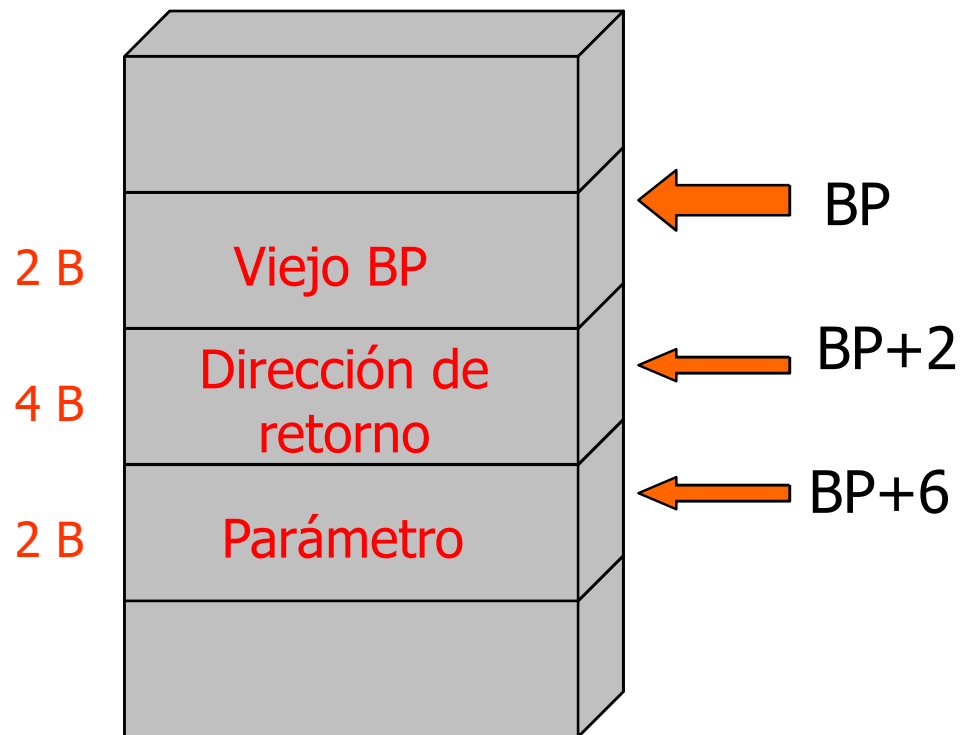 BP
2 B
Viejo BP
BP+2
4 B
Dirección de
retorno
BP+6
2 B
Parámetro